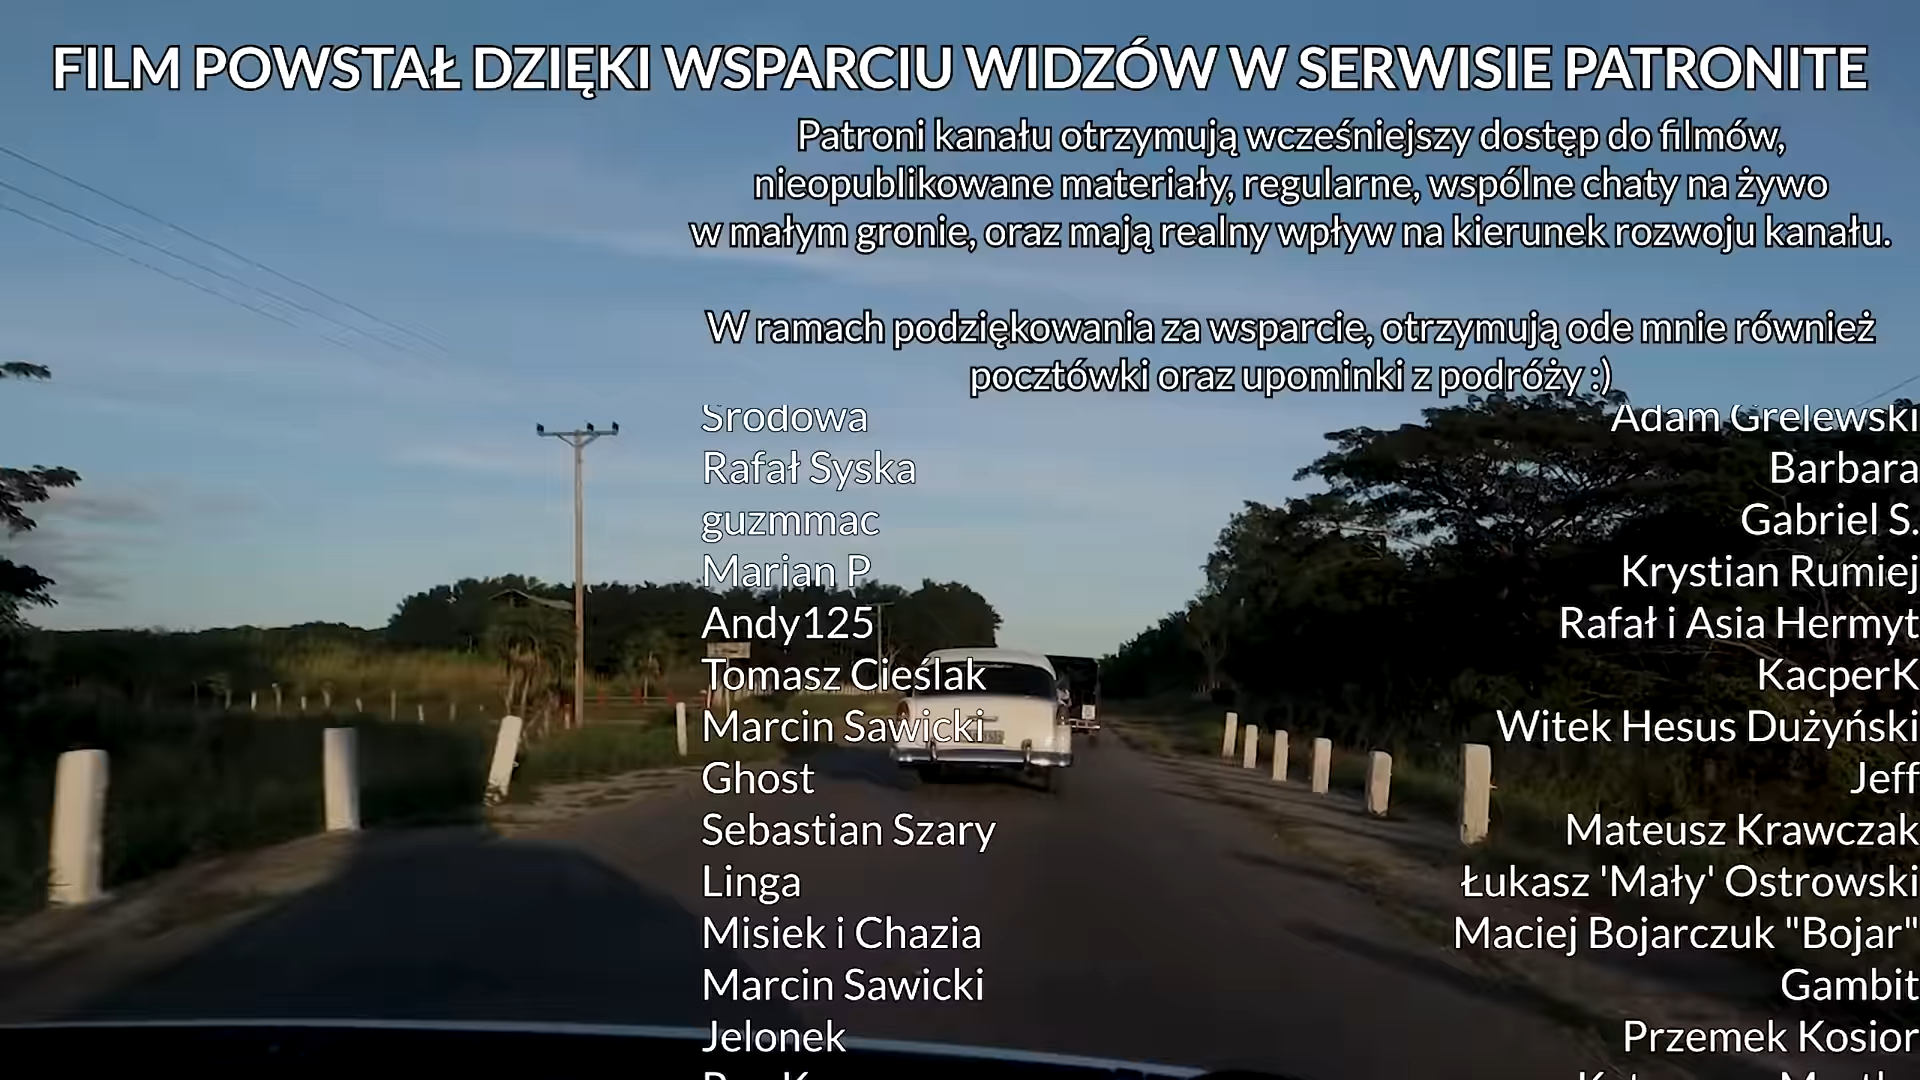 FILM POWSTAŁ DZIĘKI WSPARCIU WIDZÓW W SERWISIE PATRONITE
Patroni kanału otrzymują wcześniejszy dostęp do filmów,
nieopublikowane materiały, regularne, wspólne chaty na żywo
w małym gronie, oraz mają realny wpływ na kierunek rozwoju kanału.
W ramach podziękowania za wsparcie, otrzymują ode mnie również
pocztówki oraz upominki z podróży :)
Środowa
Adam Grelewski
Rafał Syska
Barbara
guzmmac
Gabriel S.
Marian P
Krystian Rumiej
Andy125
Rafał i Asia Hermyt
Tomasz Cieślak
KacperK
Marcin Sawicki
Witek Hesus Dużyński
Ghost
Jeff
Sebastian Szary
Mateusz Krawczak
Linga
Łukasz 'Mały' Ostrowski
Misiek i Chazia
Maciej Bojarczuk "Bojar"
Marcin Sawicki
Gambit
Jelonek
Przemek Kosior